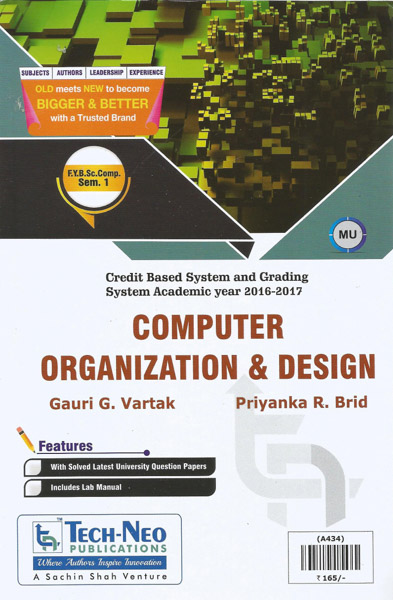 SUBJECTS | AUTHORS | LEADERSHIP | EXPERIENCE
OLD meets NEW to become
BIGGER & BETTER
with a Trusted Brand
F.Y.B.Sc.Comp.
Sem. 1
MU
Credit Based System and Grading
System Academic year 2016-2017
COMPUTER
ORGANIZATION & DESIGN
Gauri G. Vartak Priyanka R. Brid
Features
With Solved Latest University Question Papers
Includes Lab Manual
TM
TECH-NEO
PUBLICATIONS
Where Authors Inspire Innovation
A Sachin Shah Venture
(A434)
₹ 165/-